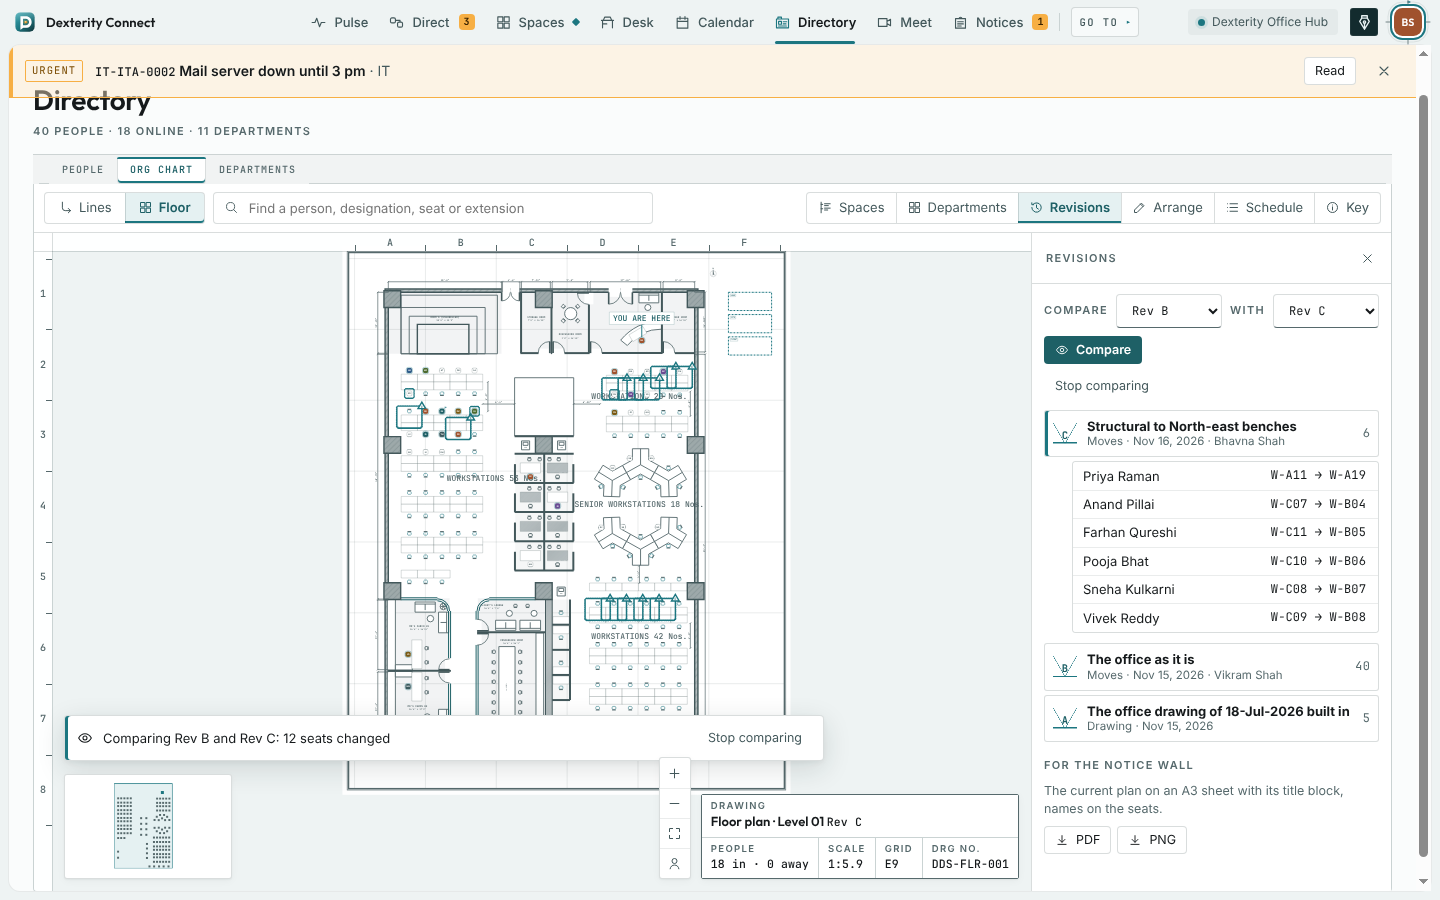 Dexterity Connect
Pulse
Direct 3
Spaces
Desk
Calendar
Directory
Meet
Notices 1
GO TO
Dexterity Office Hub
BS
URGENT IT-ITA-0002 Mail server down until 3 pm · IT
Read
Directory
40 PEOPLE · 18 ONLINE · 11 DEPARTMENTS
PEOPLE
ORG CHART
DEPARTMENTS
Lines
Floor
Find a person, designation, seat or extension
Spaces
Departments
Revisions
Arrange
Schedule
Key
A B C D E F
1
2
3
4
5
6
7
8
YOU ARE HERE
WORKSTATIONS 56 Nos.
SENIOR WORKSTATIONS 18 Nos.
WORKSTATIONS 42 Nos.
Comparing Rev B and Rev C: 12 seats changed
Stop comparing
DRAWING
Floor plan · Level 01 Rev C
PEOPLE
18 in · 0 away
SCALE
1:5.9
GRID
E9
DRG NO.
DDS-FLR-001
REVISIONS
COMPARE Rev B WITH Rev C
Compare
Stop comparing
C
Structural to North-east benches
Moves · Nov 16, 2026 · Bhavna Shah
6
Priya Raman W-A11 → W-A19
Anand Pillai W-C07 → W-B04
Farhan Qureshi W-C11 → W-B05
Pooja Bhat W-C10 → W-B06
Sneha Kulkarni W-C08 → W-B07
Vivek Reddy W-C09 → W-B08
B
The office as it is
Moves · Nov 15, 2026 · Vikram Shah
40
A
The office drawing of 18-Jul-2026 built in
Drawing · Nov 15, 2026
5
FOR THE NOTICE WALL
The current plan on an A3 sheet with its title block,
names on the seats.
PDF
PNG